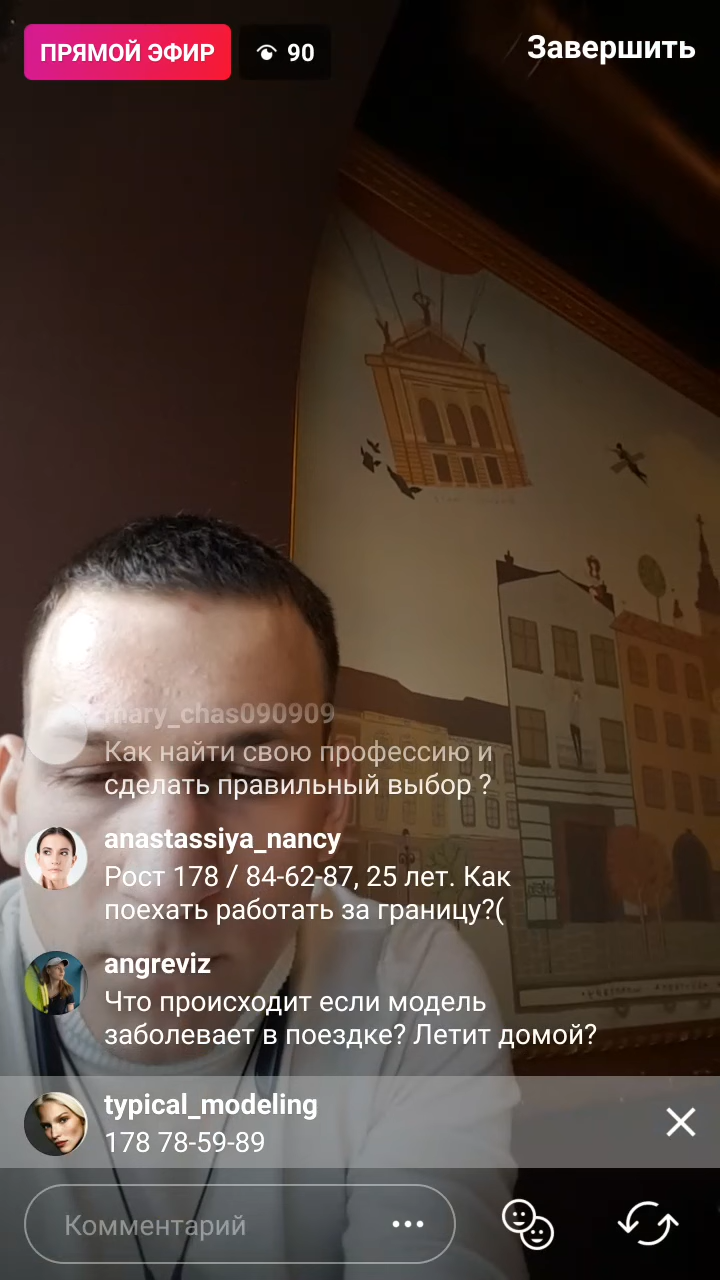 ПРЯМОЙ ЭФИР
90
Завершить
mary_chas090909
Как найти свою профессию и
сделать правильный выбор ?
anastassiya_nancy
Рост 178 / 84-62-87, 25 лет. Как
поехать работать за границу?(
angreviz
Что происходит если модель
заболевает в поездке? Летит домой?
typical_modeling
178 78-59-89
Комментарий